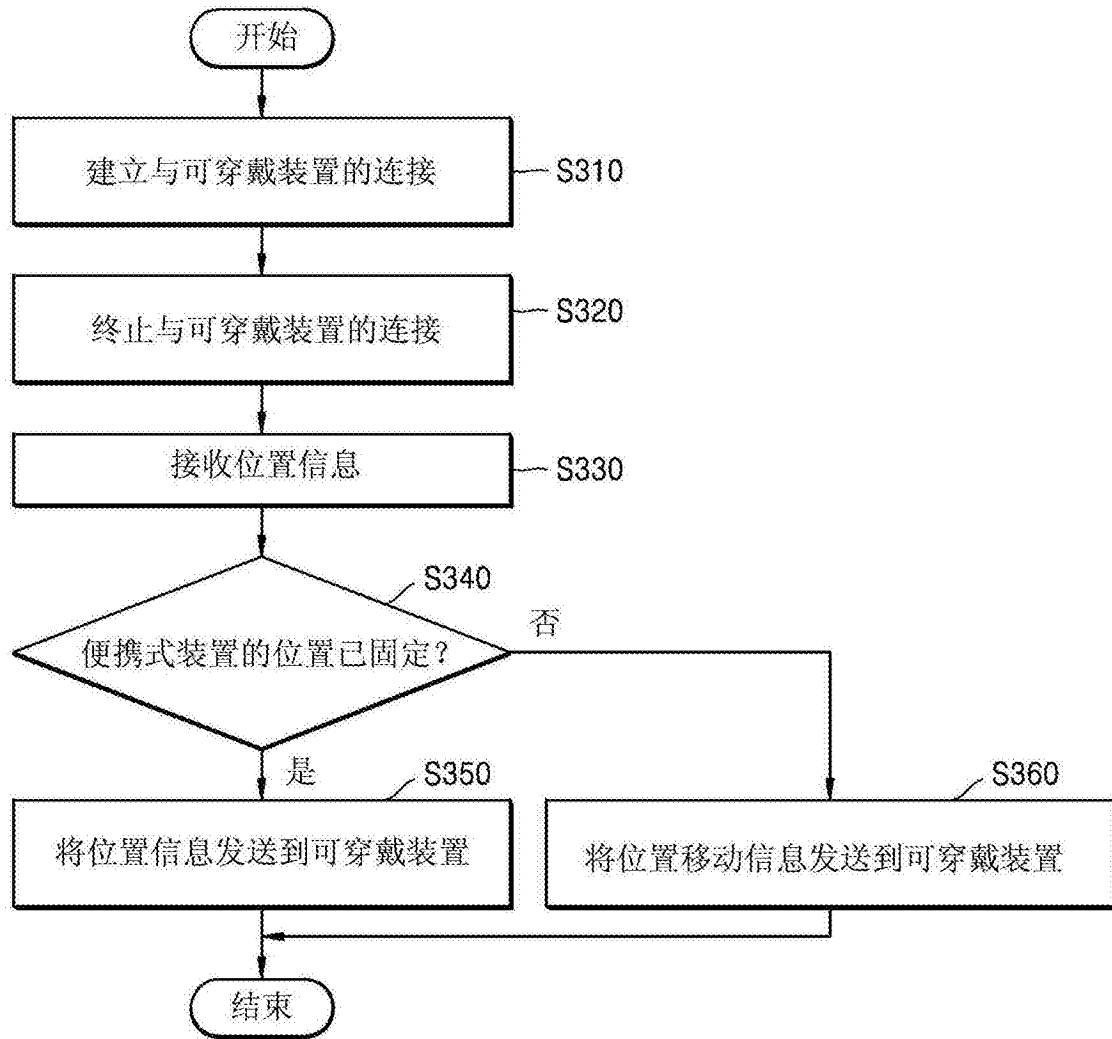 开始
建立与可穿戴装置的连接
S310
终止与可穿戴装置的连接
S320
接收位置信息
S330
S340
便携式装置的位置已固定？
否
是
S350
将位置信息发送到可穿戴装置
S360
将位置移动信息发送到可穿戴装置
结束